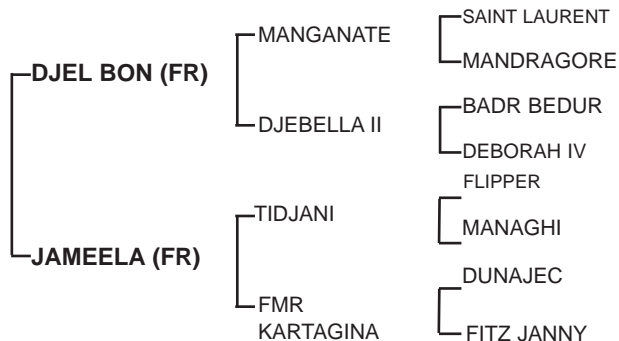 SAINT LAURENT
MANGANATE
MANDRAGORE
DJEL BON (FR)
BADR BEDUR
DJEBELLA II
DEBORAH IV
FLIPPER
TIDJANI
MANAGHI
JAMEELA (FR)
DUNAJEC
FMR
KARTAGINA
FITZ JANNY